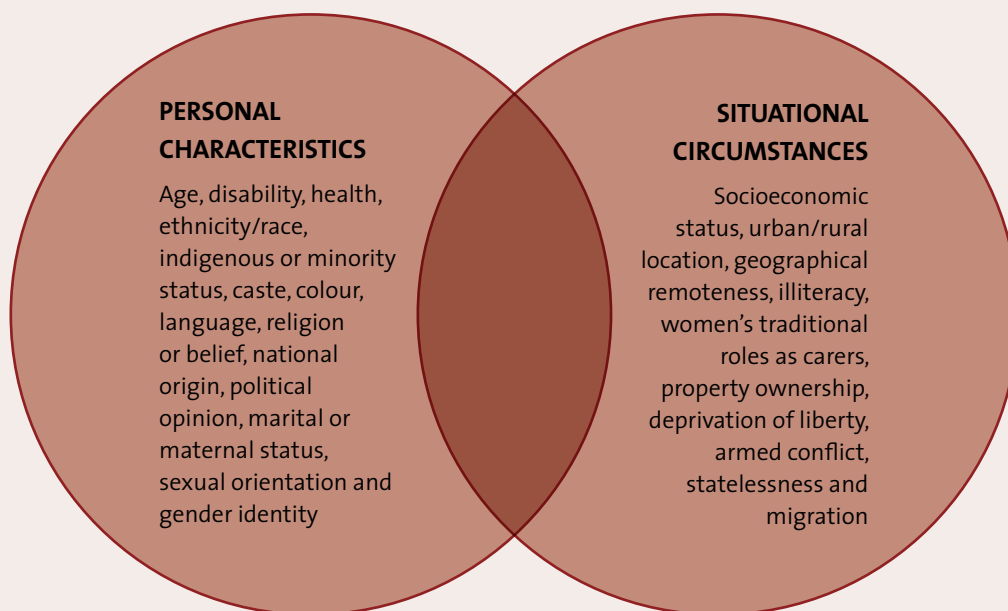 PERSONAL
CHARACTERISTICS
Age, disability, health,
ethnicity/race,
indigenous or minority
status, caste, colour,
language, religion
or belief, national
origin, political
opinion, marital or
maternal status,
sexual orientation and
gender identity
SITUATIONAL
CIRCUMSTANCES
Socioeconomic
status, urban/rural
location, geographical
remoteness, illiteracy,
women’s traditional
roles as carers,
property ownership,
deprivation of liberty,
armed conflict,
statelessness and
migration